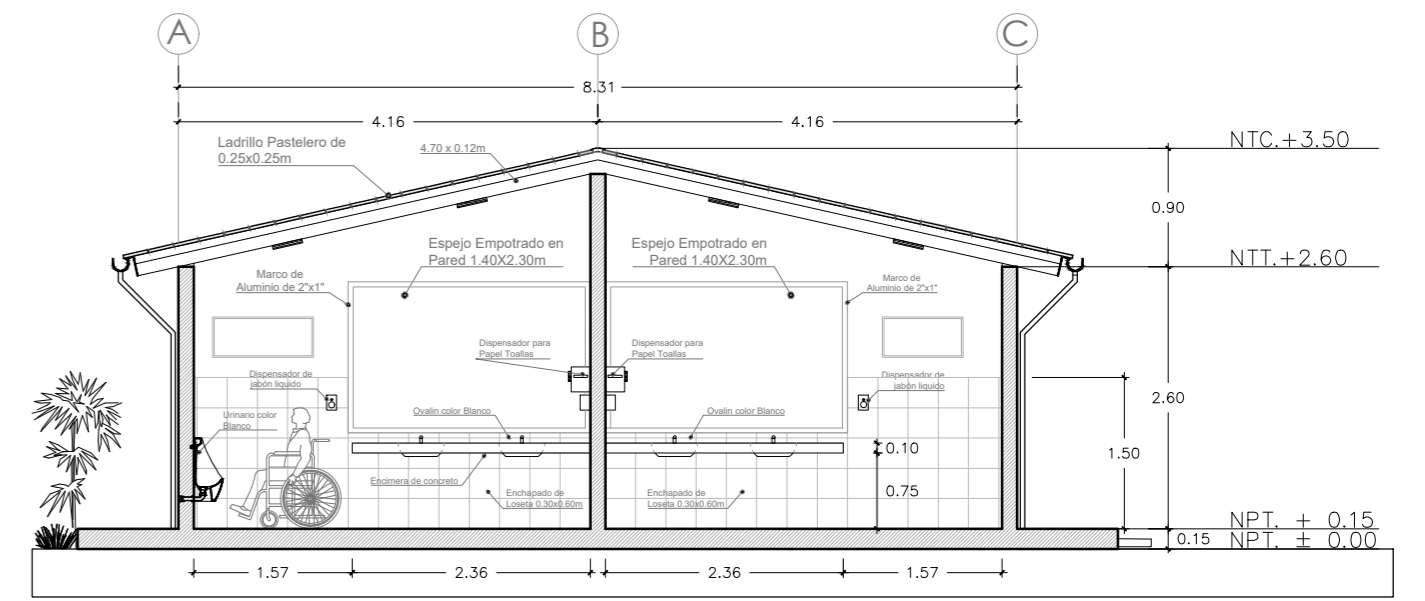 A
B
C
8.31
4.16
4.16
Ladrillo Pastelero de
0.25x0.25m
4.70 x 0.12m
NTC.+3.50
0.90
NTT.+2.60
Espejo Empotrado en
Pared 1.40X2.30m
Espejo Empotrado en
Pared 1.40X2.30m
Marco de
Aluminio de 2"x1"
Marco de
Aluminio de 2"x1"
Dispensador para
Papel Toallas
Dispensador para
Papel Toallas
Dispensador de
jabón liquido
Dispensador de
jabón liquido
2.60
1.50
Urinario color
Blanco
Ovalin color Blanco
Ovalin color Blanco
0.10
Encimera de concreto
0.75
Enchapado de
Loseta 0.30x0.60m
Enchapado de
Loseta 0.30x0.60m
NPT. + 0.15
0.15
NPT. ± 0.00
1.57
2.36
2.36
1.57